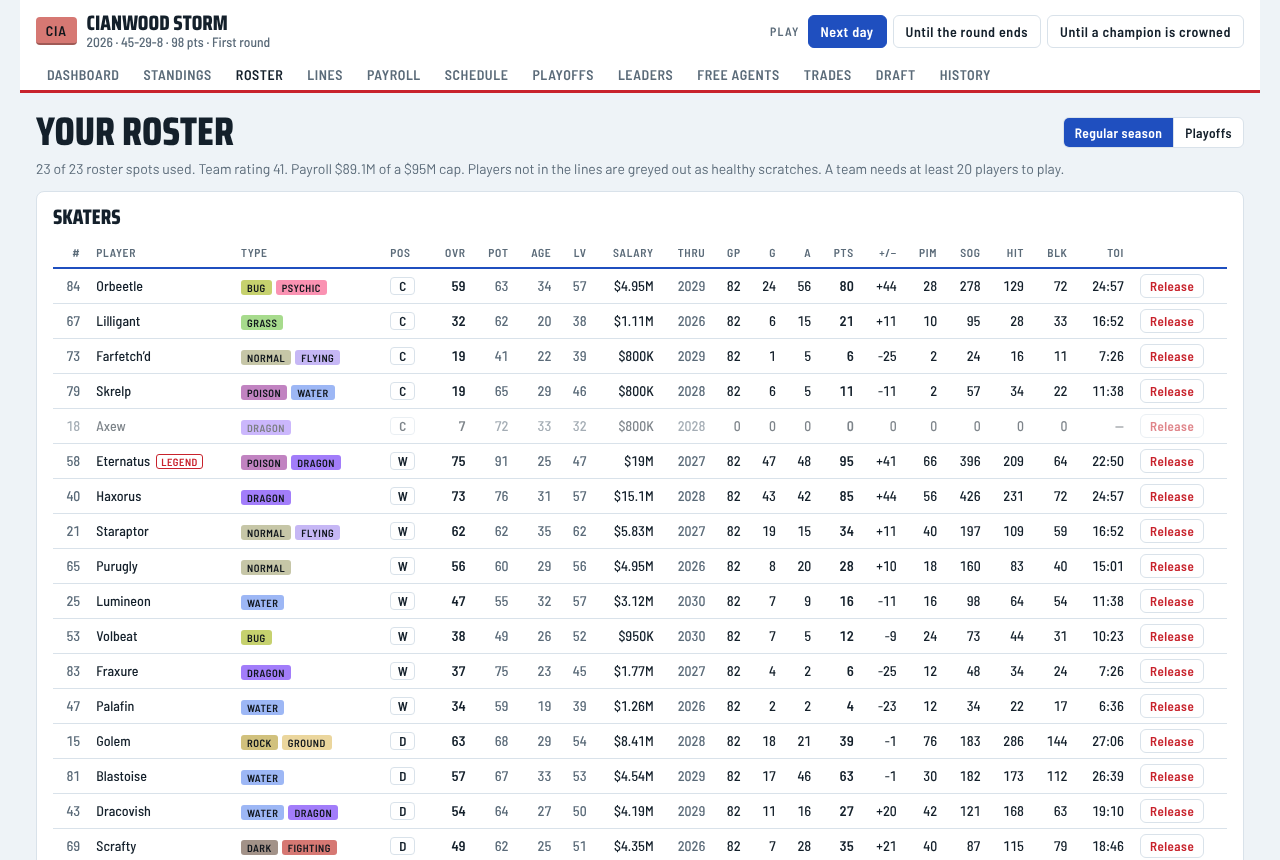 CIA
CIANWOOD STORM
2026 · 45-29-8 · 98 pts · First round
PLAY Next day Until the round ends Until a champion is crowned
DASHBOARD STANDINGS ROSTER LINES PAYROLL SCHEDULE PLAYOFFS LEADERS FREE AGENTS TRADES DRAFT HISTORY
YOUR ROSTER
Regular season Playoffs
23 of 23 roster spots used. Team rating 41. Payroll $89.1M of a $95M cap. Players not in the lines are greyed out as healthy scratches. A team needs at least 20 players to play.
SKATERS
# PLAYER TYPE POS OVR POT AGE LV SALARY THRU GP G A PTS +/− PIM SOG HIT BLK TOI
84 Orbeetle BUG PSYCHIC C 59 63 34 57 $4.95M 2029 82 24 56 80 +44 28 278 129 72 24:57 Release
67 Lilligant GRASS C 32 62 20 38 $1.11M 2026 82 6 15 21 +11 10 95 28 33 16:52 Release
73 Farfetch’d NORMAL FLYING C 19 41 22 39 $800K 2029 82 1 5 6 -25 2 24 16 11 7:26 Release
79 Skrelp POISON WATER C 19 65 29 46 $800K 2028 82 6 5 11 -11 2 57 34 22 11:38 Release
18 Axew DRAGON C 7 72 33 32 $800K 2028 0 0 0 0 0 0 0 0 0 — Release
58 Eternatus LEGEND POISON DRAGON W 75 91 25 47 $19M 2027 82 47 48 95 +41 66 396 209 64 22:50 Release
40 Haxorus DRAGON W 73 76 31 57 $15.1M 2028 82 43 42 85 +44 56 426 231 72 24:57 Release
21 Staraptor NORMAL FLYING W 62 62 35 62 $5.83M 2027 82 19 15 34 +11 40 197 109 59 16:52 Release
65 Purugly NORMAL W 56 60 29 56 $4.95M 2026 82 8 20 28 +10 18 160 83 40 15:01 Release
25 Lumineon WATER W 47 55 32 57 $3.12M 2030 82 7 9 16 -11 16 98 64 54 11:38 Release
53 Volbeat BUG W 38 49 26 52 $950K 2030 82 7 5 12 -9 24 73 44 31 10:23 Release
83 Fraxure DRAGON W 37 75 23 45 $1.77M 2027 82 4 2 6 -25 12 48 34 24 7:26 Release
47 Palafin WATER W 34 59 19 39 $1.26M 2026 82 2 2 4 -23 12 34 22 17 6:36 Release
15 Golem ROCK GROUND D 63 68 29 54 $8.41M 2028 82 18 21 39 -1 76 183 286 144 27:06 Release
81 Blastoise WATER D 57 67 33 53 $4.54M 2029 82 17 46 63 -1 30 182 173 112 26:39 Release
43 Dracovish WATER DRAGON D 54 64 27 50 $4.19M 2029 82 11 16 27 +20 42 121 168 63 19:10 Release
69 Scrafty DARK FIGHTING D 49 62 25 51 $4.35M 2026 82 7 28 35 +21 40 87 115 79 18:46 Release